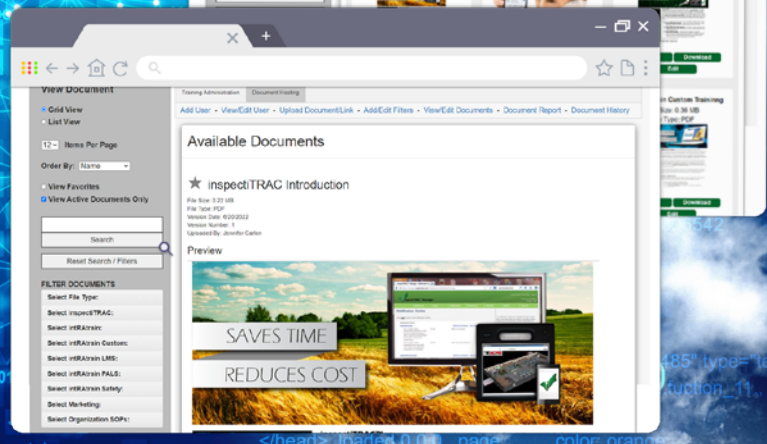 View Document
Grid View
List View
12 Items Per Page
Order By: Name
View Favorites
View Active Documents Only
Search
Reset Search / Filters
FILTER DOCUMENTS
Select File Type:
Select inspectiTRAC:
Select intRAtrain:
Select intRAtrain Custom:
Select intRAtrain LMS:
Select intRAtrain PALS:
Select intRAtrain Safety:
Select Marketing:
Select Organization SOPs:
Training Administration Document Hosting
Add User - View/Edit User - Upload Document/Link - Add/Edit Filters - View/Edit Documents - Document Report - Document History
Available Documents
★ inspectiTRAC Introduction
File Size: 0.22 MB
File Type: PDF
Version Date: 6/20/2022
Version Number: 1
Uploaded By: Jennifer
Preview
SAVES TIME
REDUCES COST
Download
Edit
Custom Training
Size: 0.36 MB
Type: PDF
Download
Edit
</head> loaded
color: orange